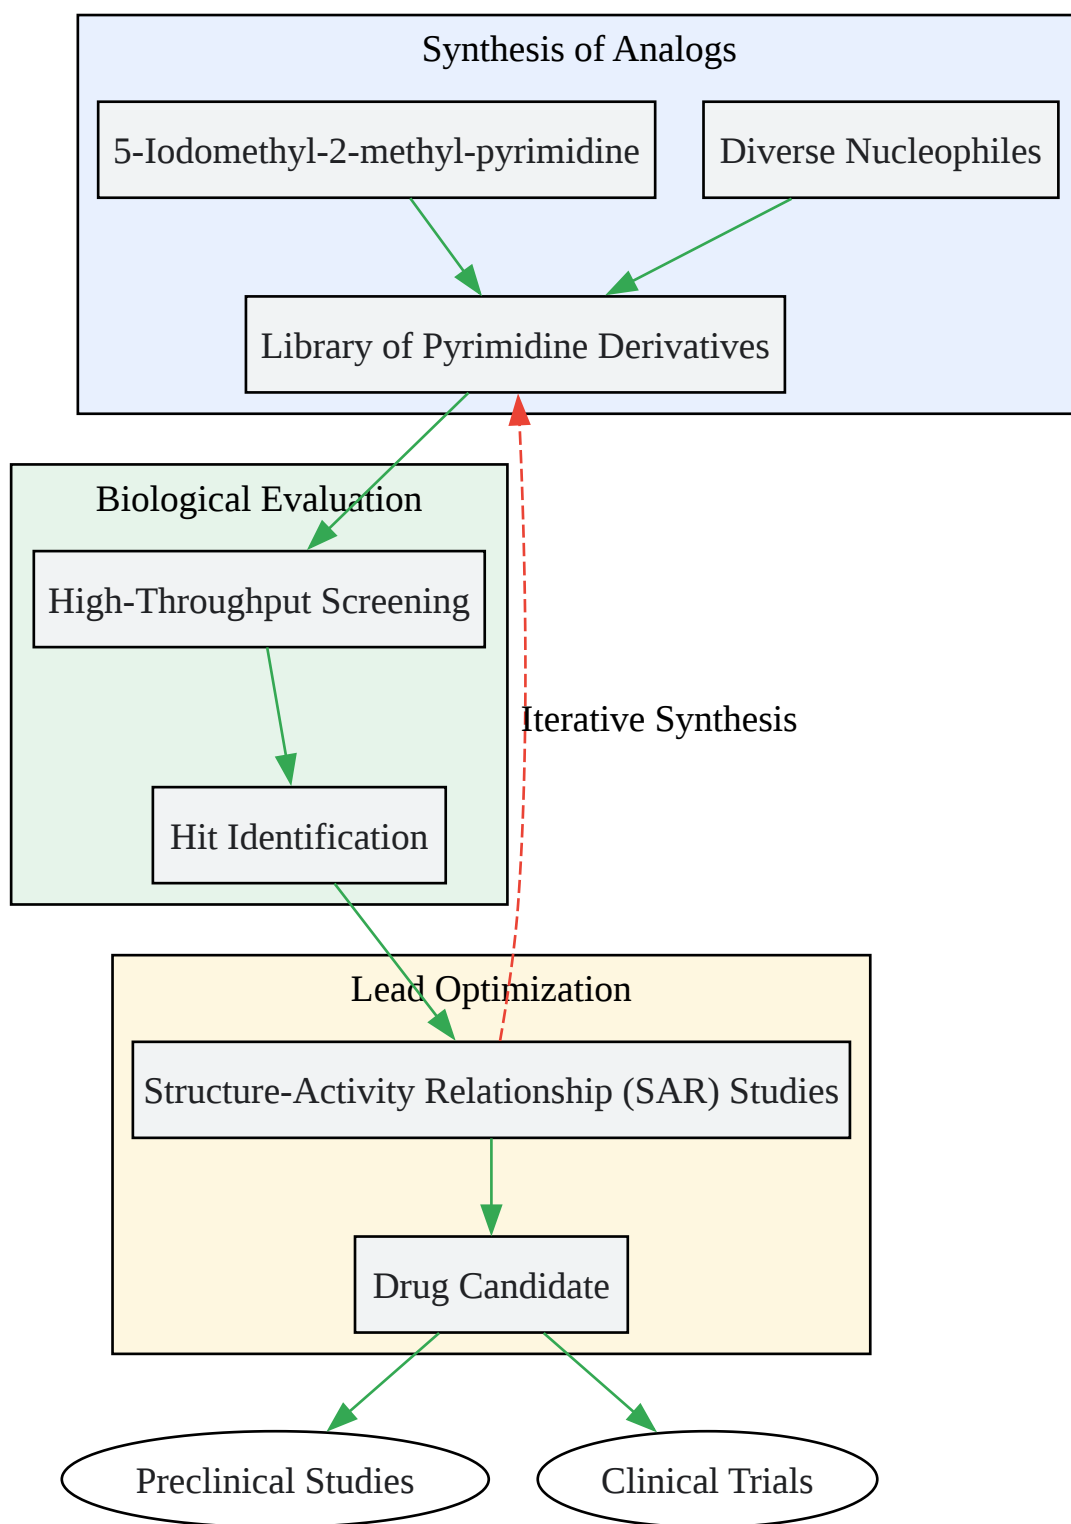 Synthesis of Analogs
5-Iodomethyl-2-methyl-pyrimidine
Diverse Nucleophiles
Library of Pyrimidine Derivatives
Biological Evaluation
High-Throughput Screening
Iterative Synthesis
Hit Identification
Lead Optimization
Structure-Activity Relationship (SAR) Studies
Drug Candidate
Preclinical Studies
Clinical Trials